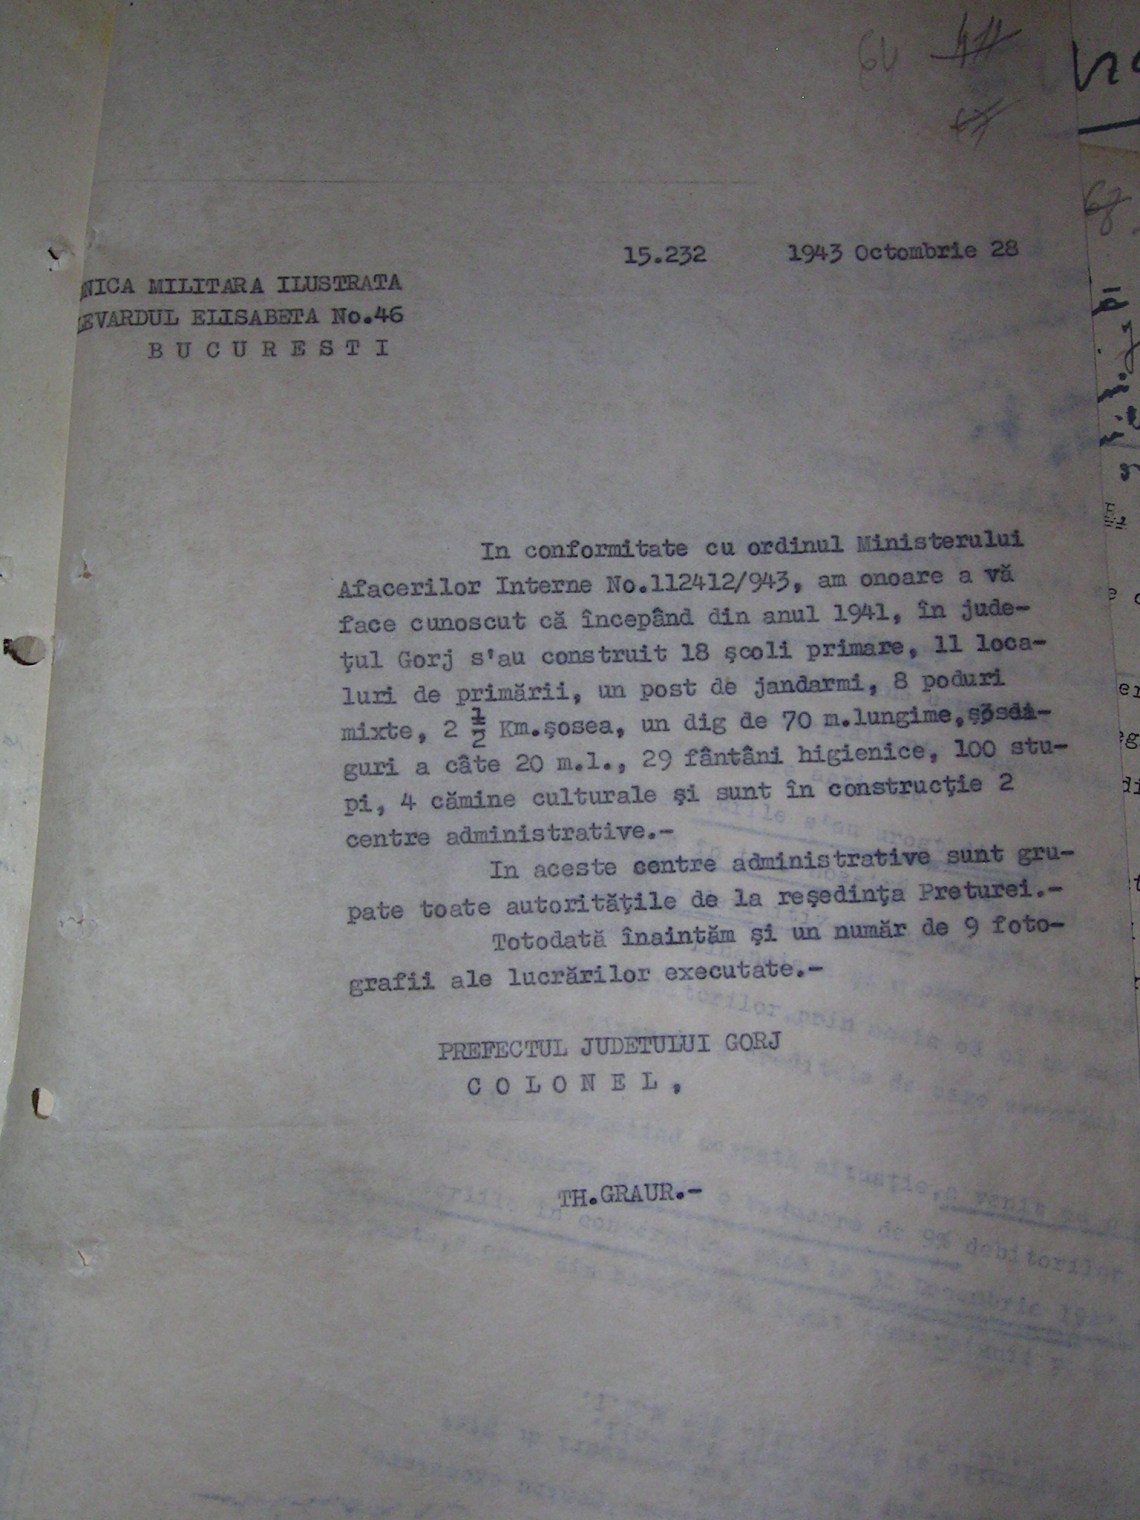 64 41
67
15.232 1943 Octombrie 28
NICA MILITARA ILUSTRATA
EVARDUL ELISABETA No.46
B U C U R E S T I
In conformitate cu ordinul Ministerului
Afacerilor Interne No.112412/943, am onoare a vă
face cunoscut că începând din anul 1941, în jude-
ţul Gorj s'au construit 18 şcoli primare, 11 loca-
luri de primării, un post de jandarmi, 8 poduri
mixte, 2 1/2 Km.şosea, un dig de 70 m.lungime,
guri a câte 20 m.l., 29 fântâni higienice, 100 stu-
pi, 4 cămine culturale şi sunt în construcţie 2
centre administrative.-
In aceste centre administrative sunt gru-
pate toate autorităţile de la reşedinţa Preturei.-
Totodată înaintăm şi un număr de 9 foto-
grafii ale lucrărilor executate.-
PREFECTUL JUDETULUI GORJ
C O L O N E L ,
TH.GRAUR.-